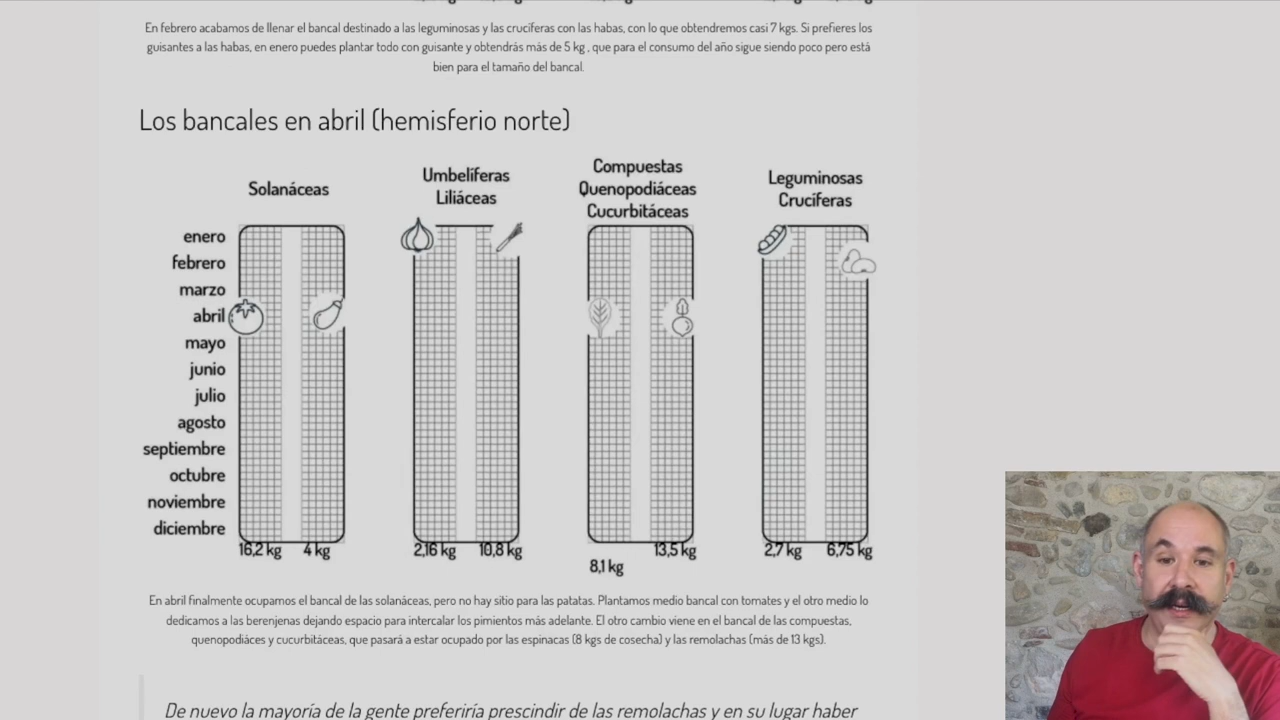 En febrero acabamos de llenar el bancal destinado a las leguminosas y las crucíferas con las habas, con lo que obtendremos casi 7 kgs. Si prefieres los
guisantes a las habas, en enero puedes plantar todo con guisante y obtendrás más de 5 kg , que para el consumo del año sigue siendo poco pero está
bien para el tamaño del bancal.
Los bancales en abril (hemisferio norte)
Solanáceas
Umbelíferas
Liliáceas
Compuestas
Quenopodiáceas
Cucurbitáceas
Leguminosas
Crucíferas
enero
febrero
marzo
abril
mayo
junio
julio
agosto
septiembre
octubre
noviembre
diciembre
16,2 kg 4 kg 2,16 kg 10,8 kg 13,5 kg 2,7 kg 6,75 kg
8,1 kg
En abril finalmente ocupamos el bancal de las solanáceas, pero no hay sitio para las patatas. Plantamos medio bancal con tomates y el otro medio lo
dedicamos a las berenjenas dejando espacio para intercalar los pimientos más adelante. El otro cambio viene en el bancal de las compuestas,
quenopodiáces y cucurbitáceas, que pasará a estar ocupado por las espinacas (8 kgs de cosecha) y las remolachas (más de 13 kgs).
De nuevo la mayoría de la gente preferiría prescindir de las remolachas y en su lugar haber